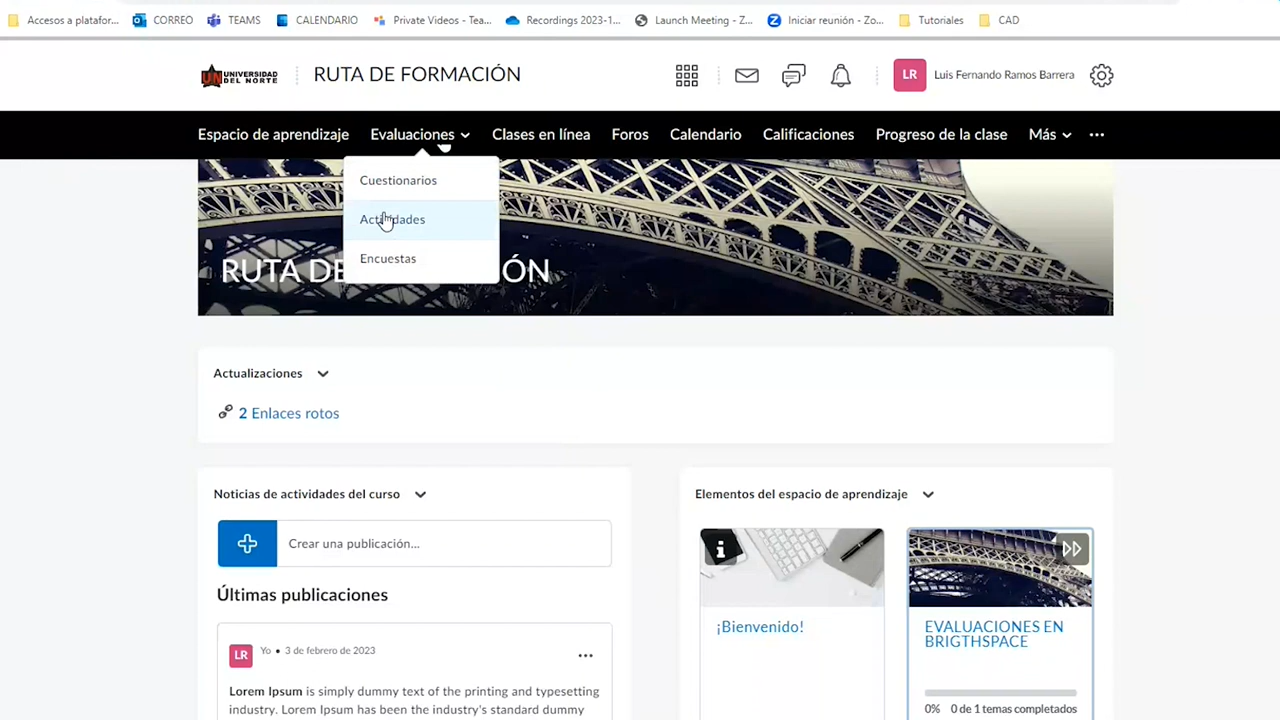 Accesos a platafor...
CORREO
TEAMS
CALENDARIO
Private Videos - Tea...
Recordings 2023-1...
Launch Meeting - Z...
Iniciar reunión - Zo...
Tutoriales
CAD
UN UNIVERSIDAD
DEL NORTE
RUTA DE FORMACIÓN
LR
Luis Fernando Ramos Barrera
Espacio de aprendizaje
Evaluaciones
Clases en línea
Foros
Calendario
Calificaciones
Progreso de la clase
Más
Cuestionarios
Actividades
Encuestas
RUTA DE ÓN
Actualizaciones
2 Enlaces rotos
Noticias de actividades del curso
Crear una publicación...
Últimas publicaciones
LR
Yo • 3 de febrero de 2023
Lorem Ipsum is simply dummy text of the printing and typesetting
industry. Lorem Ipsum has been the industry's standard dummy
Elementos del espacio de aprendizaje
¡Bienvenido!
EVALUACIONES EN
BRIGTHSPACE
0% 0 de 1 temas completados